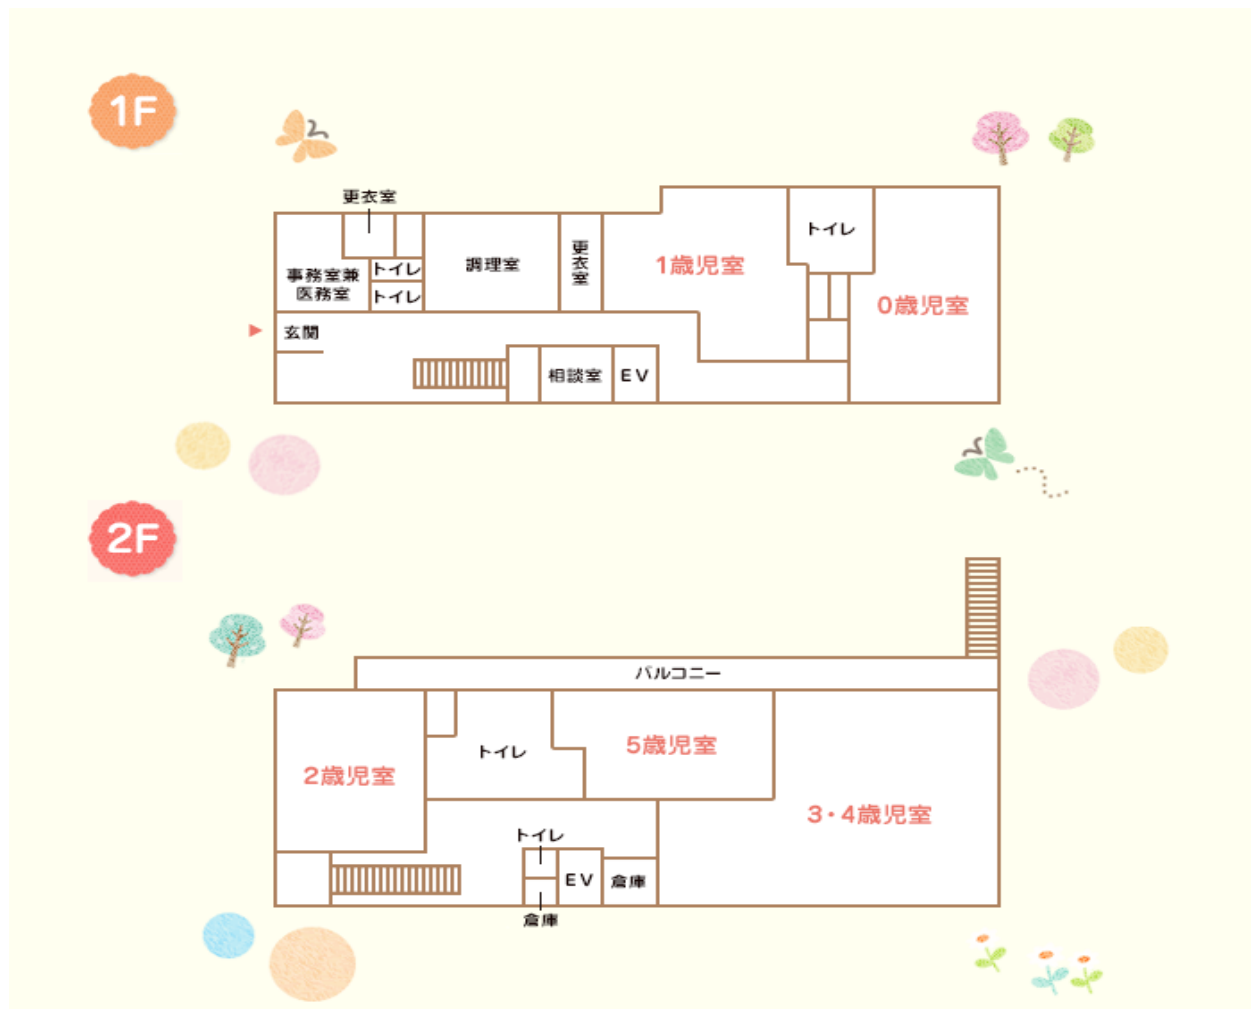 1F
更衣室
事務室兼
医務室
トイレ
トイレ
調理室
更衣室
1歳児室
トイレ
0歳児室
玄関
相談室
EV
2F
バルコニー
2歳児室
トイレ
5歳児室
3・4歳児室
トイレ
EV
倉庫
倉庫